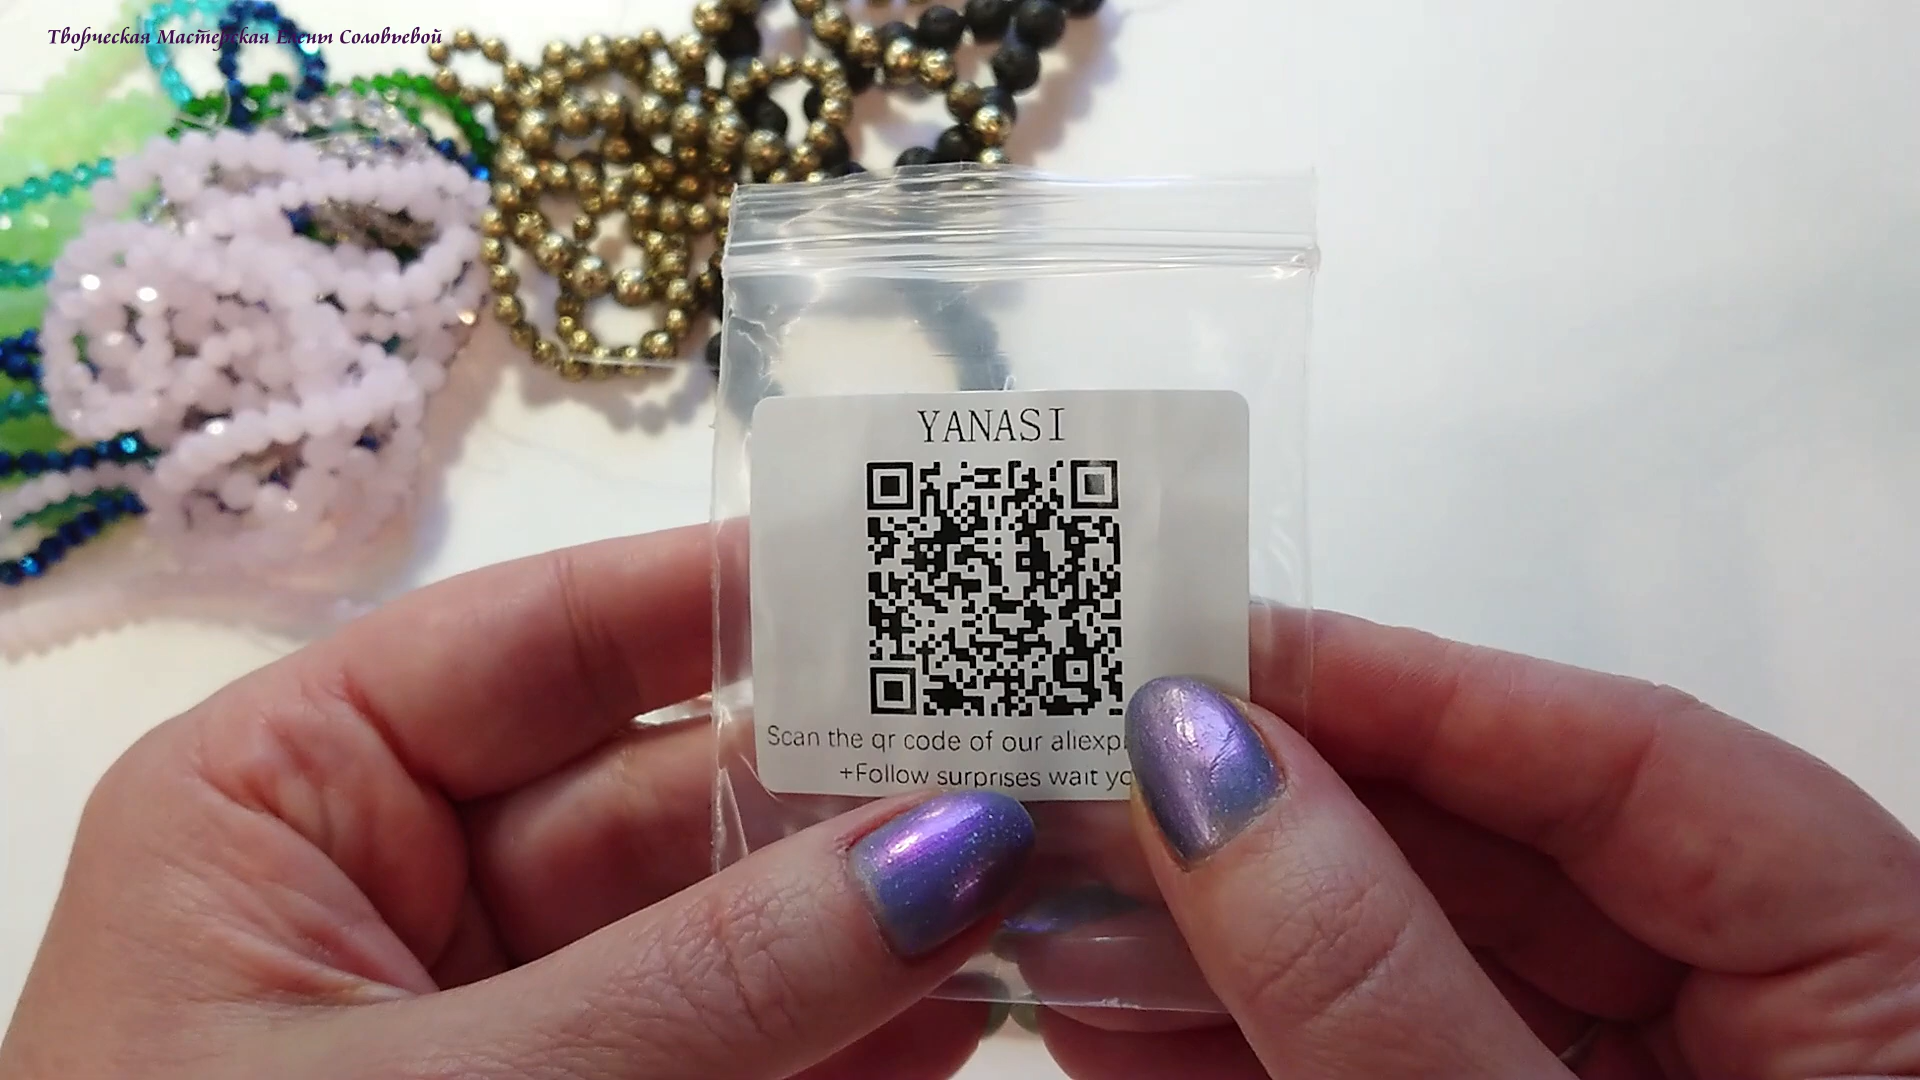 Творческая Мастерская Елены Соловьевой
YANASI
Scan the qr code of our aliexp
+Follow surprises wait yo